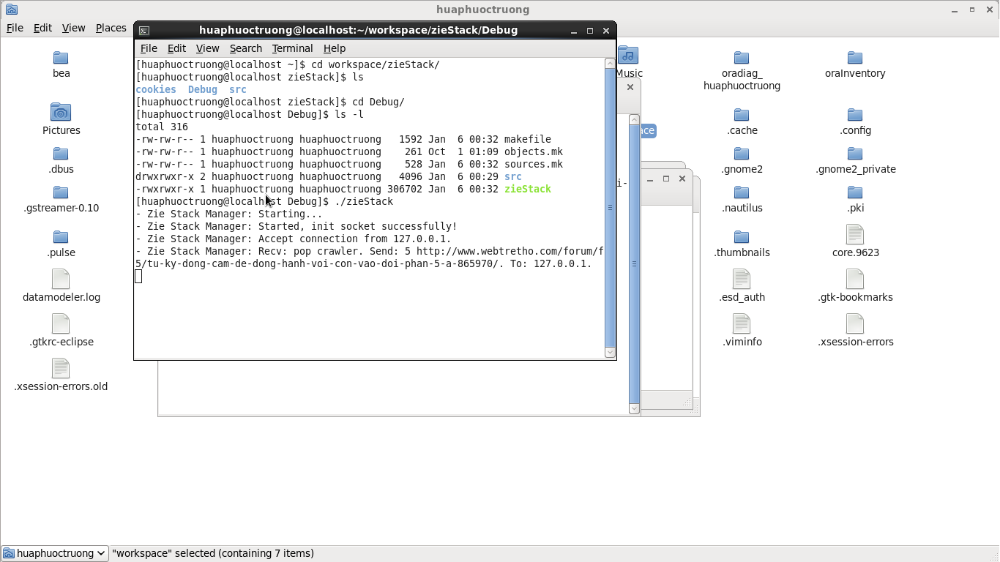 huaphuoctruong
File Edit View Places
huaphuoctruong@localhost:~/workspace/zieStack/Debug
File Edit View Search Terminal Help
[huaphuoctruong@localhost ~]$ cd workspace/zieStack/
[huaphuoctruong@localhost zieStack]$ ls
cookies Debug src
[huaphuoctruong@localhost zieStack]$ cd Debug/
[huaphuoctruong@localhost Debug]$ ls -l
total 316
-rw-rw-r-- 1 huaphuoctruong huaphuoctruong 1592 Jan 6 00:32 makefile
-rw-rw-r-- 1 huaphuoctruong huaphuoctruong 261 Oct 1 01:09 objects.mk
-rw-rw-r-- 1 huaphuoctruong huaphuoctruong 528 Jan 6 00:32 sources.mk
drwxrwxr-x 2 huaphuoctruong huaphuoctruong 4096 Jan 6 00:29 src
-rwxrwxr-x 1 huaphuoctruong huaphuoctruong 306702 Jan 6 00:32 zieStack
[huaphuoctruong@localhost Debug]$ ./zieStack
- Zie Stack Manager: Starting...
- Zie Stack Manager: Started, init socket successfully!
- Zie Stack Manager: Accept connection from 127.0.0.1.
- Zie Stack Manager: Recv: pop crawler. Send: 5 http://www.webtretho.com/forum/f
5/tu-ky-dong-cam-de-dong-hanh-voi-con-vao-doi-phan-5-a-865970/. To: 127.0.0.1.
bea
Pictures
.dbus
.gstreamer-0.10
.pulse
datamodeler.log
.gtkrc-eclipse
.xsession-errors.old
Music
ace
i-
oradiag_
huaphuoctruong
oraInventory
.cache
.config
.gnome2
.gnome2_private
.nautilus
.pki
.thumbnails
core.9623
.esd_auth
.gtk-bookmarks
.viminfo
.xsession-errors
huaphuoctruong
"workspace" selected (containing 7 items)